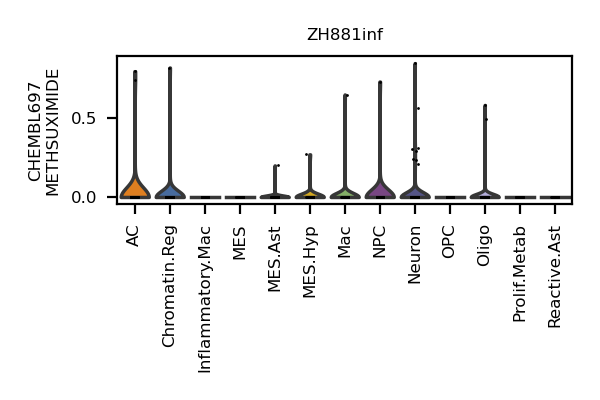 ZH881inf
CHEMBL697
METHSUXIMIDE
0.5
0.0
AC
Chromatin.Reg
Inflammatory.Mac
MES
MES.Ast
MES.Hyp
Mac
NPC
Neuron
OPC
Oligo
Prolif.Metab
Reactive.Ast